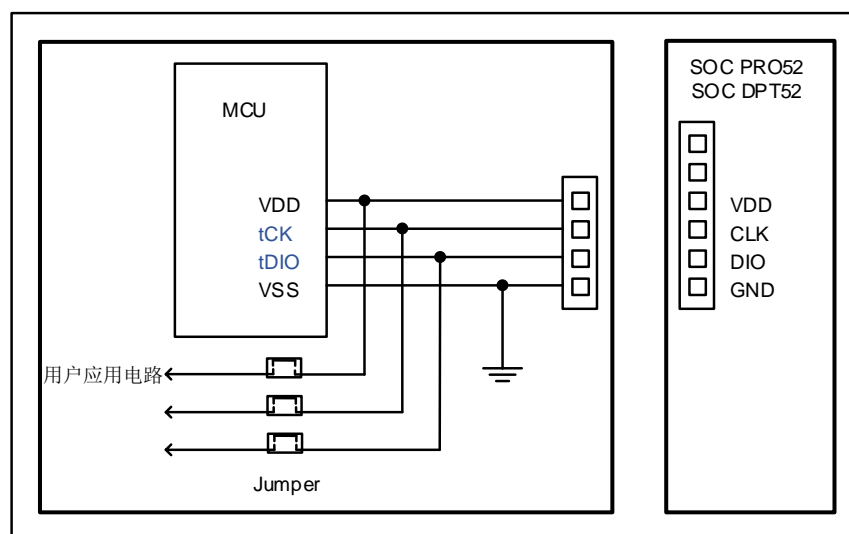 MCU
VDD
tCK
tDIO
VSS
用户应用电路
Jumper
SOC PRO52
SOC DPT52
VDD
CLK
DIO
GND